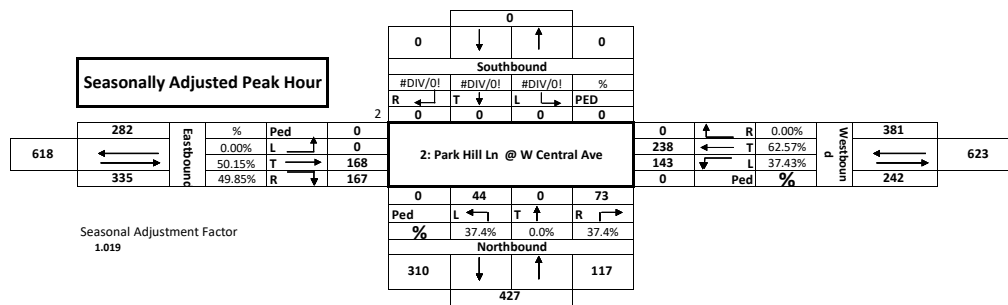 0
0 0
Southbound
Seasonally Adjusted Peak Hour
#DIV/0! #DIV/0! #DIV/0! %
R T L PED
2 0 0 0 0
282 Eastbound % Ped 0
618 0.00% L 0
50.15% T 168
335 49.85% R 167
2: Park Hill Ln @ W Central Ave
0 R 0.00% Westboun d 381
238 T 62.57% 623
143 L 37.43% 242
0 Ped %
0 44 0 73
Ped L T R
% 37.4% 0.0% 37.4%
Northbound
Seasonal Adjustment Factor
1.019
310 117
427